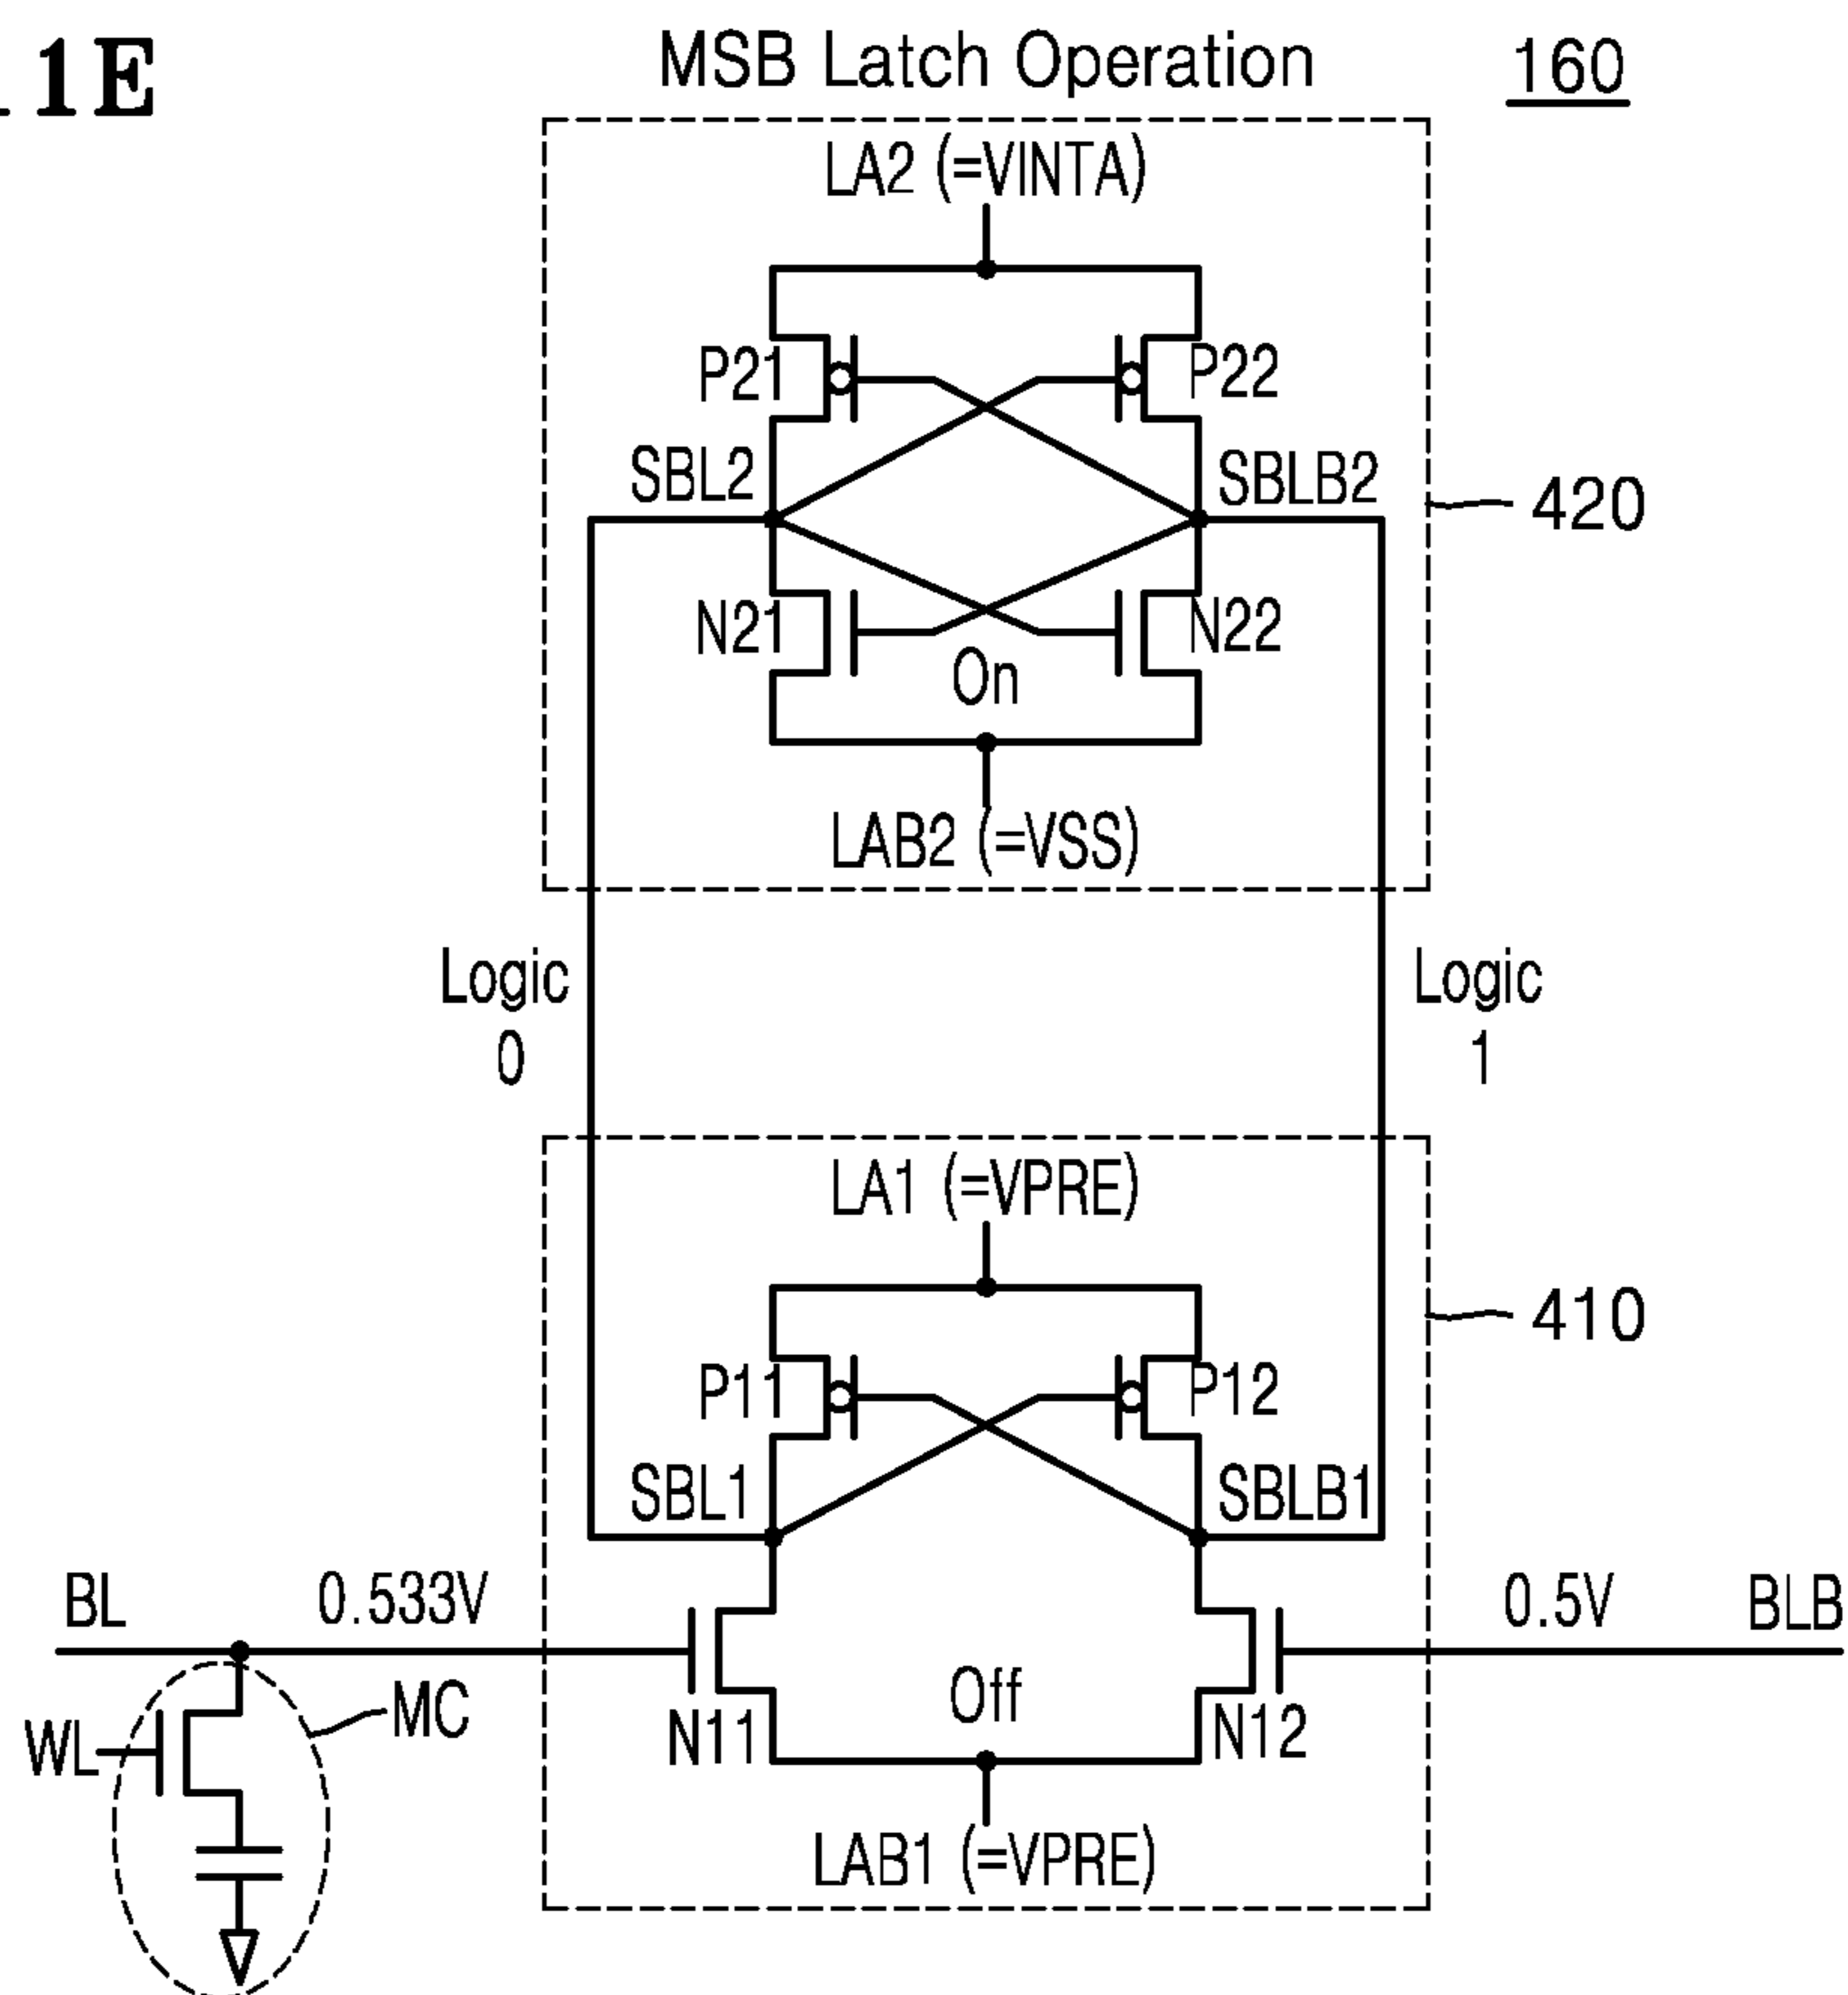 1E
MSB Latch Operation
160
LA2 (=VINTA)
P21
P22
SBL2
SBLB2
420
N21
N22
On
LAB2 (=VSS)
Logic
0
Logic
1
LA1 (=VPRE)
410
P11
P12
SBL1
SBLB1
BL
0.533V
0.5V
BLB
Off
MC
WL
N11
N12
LAB1 (=VPRE)